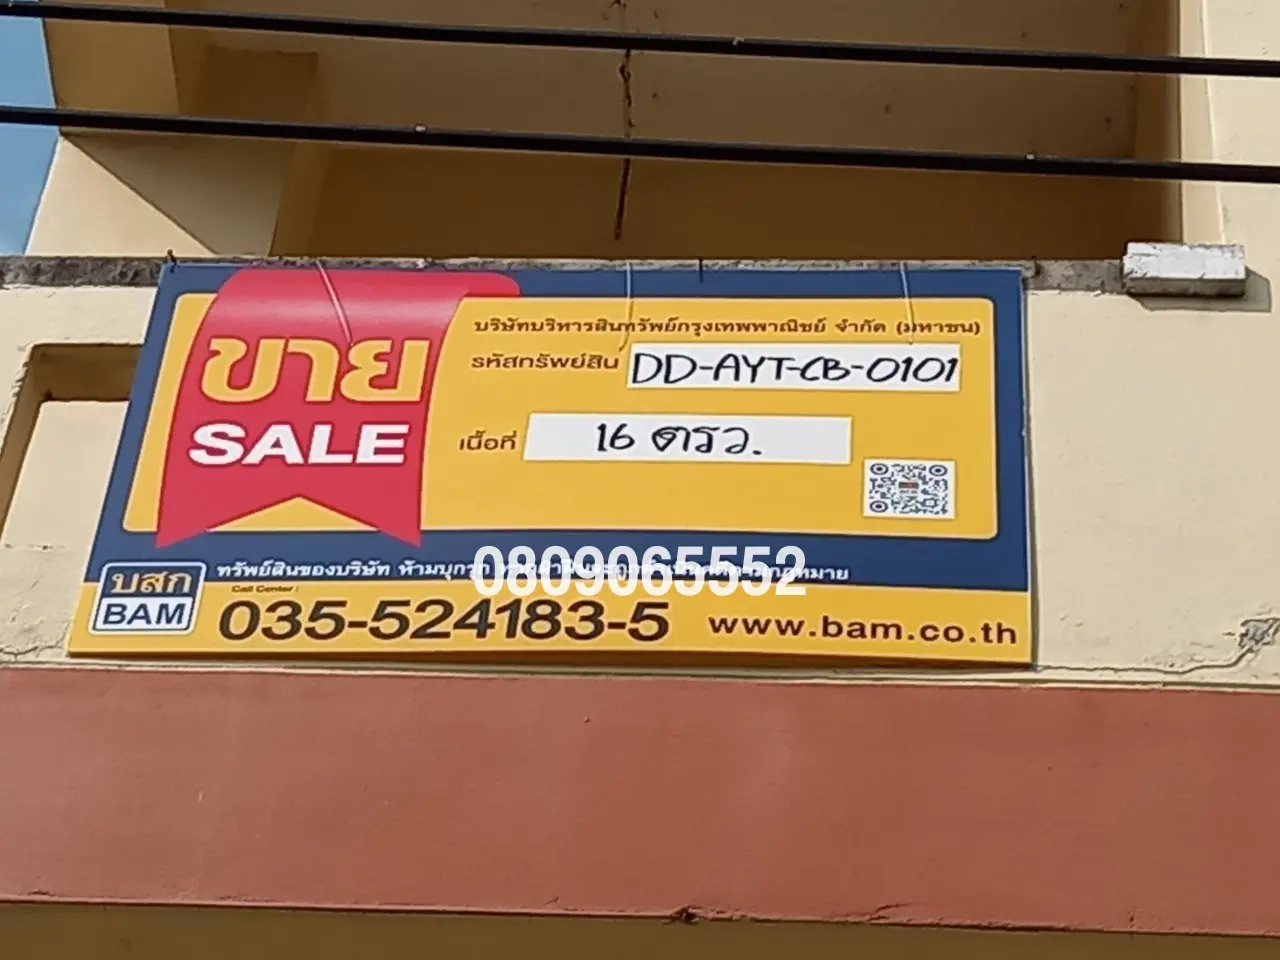 บริษัทบริหารสินทรัพย์กรุงเทพพาณิชย์ จำกัด (มหาชน)
ขาย
SALE
รหัสทรัพย์สิน DD-AYT-CB-0101
เนื้อที่ 16 ตรว.
ทรัพย์สินของบริษัท ห้ามบุกรุก
0809065552
บสก
BAM
Call Center :
035-524183-5
www.bam.co.th